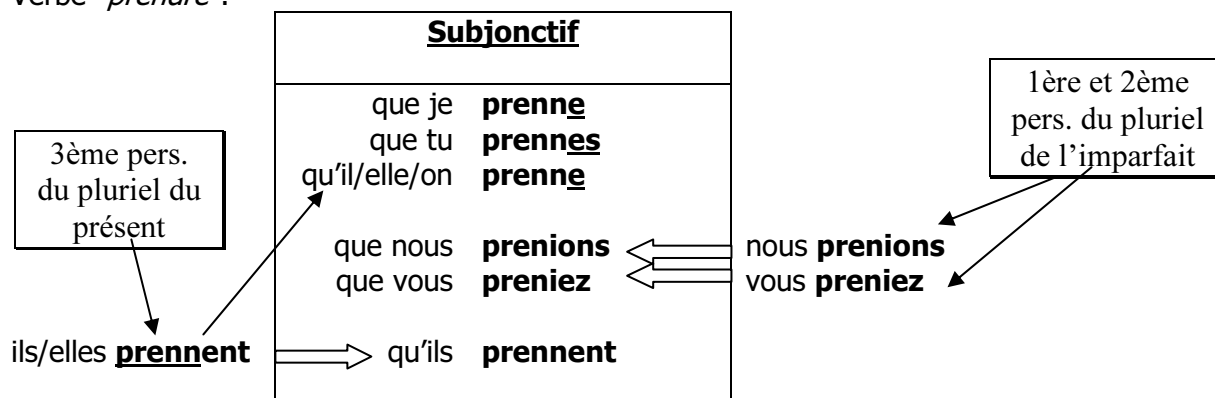 Verbe "prendre".
Subjonctif
que je prenne
que tu prennes
qu'il/elle/on prenne
que nous prenions
que vous preniez
qu'ils prennent
3ème pers.
du pluriel du
présent
ils/elles prennent
1ère et 2ème
pers. du pluriel
de l'imparfait
nous prenions
vous preniez